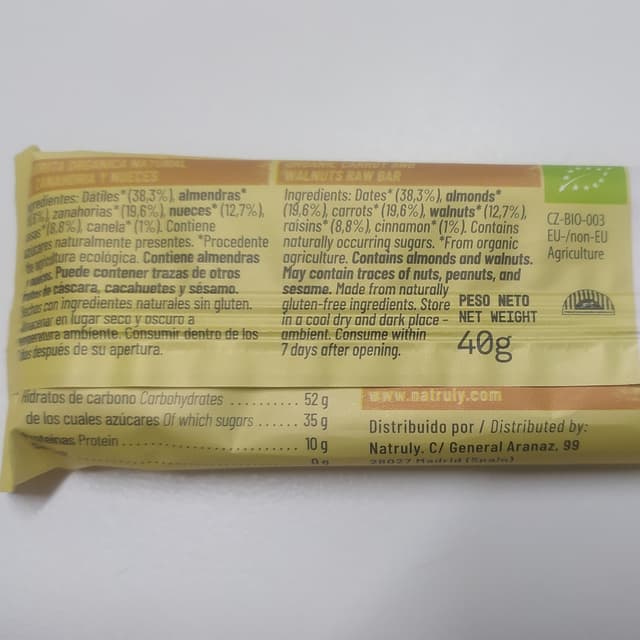 WALNUTS RAW BAR
Datiles* (38,3%), almendras*
zanahorias* (19,6%), nueces* (12,7%),
(8,8%), canela* (1%). Contiene
naturalmente presentes. *Procedente
ecológica. Contiene almendras
Puede contener trazas de otros
de cáscara, cacahuetes y sésamo.
con ingredientes naturales sin gluten.
en lugar seco y oscuro a
ambiente. Consumir dentro de los
después de su apertura.
Ingredients: Dates* (38,3%), almonds*
(19,6%), carrots* (19,6%), walnuts* (12,7%),
raisins* (8,8%), cinnamon* (1%). Contains
naturally occurring sugars. *From organic
agriculture. Contains almonds and walnuts.
May contain traces of nuts, peanuts, and
sesame. Made from naturally
gluten-free ingredients. Store
in a cool dry and dark place -
ambient. Consume within
7 days after opening.
PESO NETO
NET WEIGHT
40g
CZ-BIO-003
EU-/non-EU
Agriculture
Hidratos de carbono Carbohydrates .......... 52 g
de los cuales azúcares Of which sugars ....... 35 g
Protein ............................ 10 g
www.natruly.com
Distribuido por / Distributed by:
Natruly. C/ General Aranaz, 99
28027 Madrid (Spain)